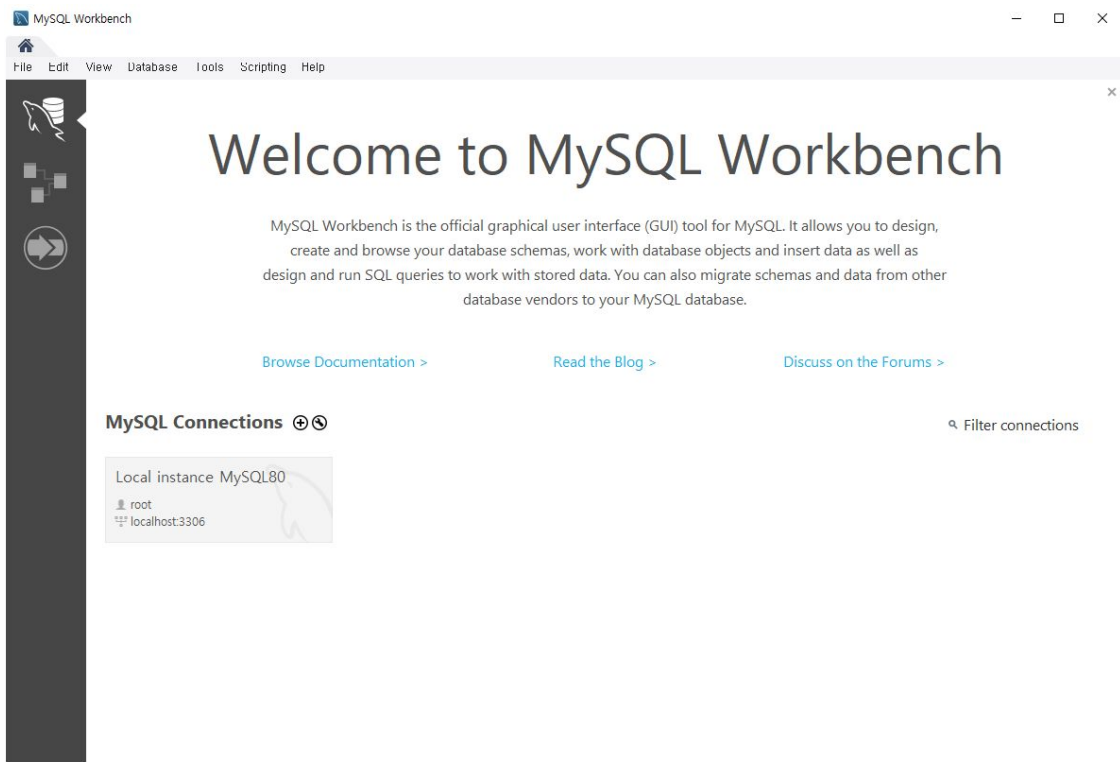 MySQL Workbench
File Edit View Database Tools Scripting Help
Welcome to MySQL Workbench
MySQL Workbench is the official graphical user interface (GUI) tool for MySQL. It allows you to design,
create and browse your database schemas, work with database objects and insert data as well as
design and run SQL queries to work with stored data. You can also migrate schemas and data from other
database vendors to your MySQL database.
Browse Documentation > Read the Blog > Discuss on the Forums >
MySQL Connections Filter connections
Local instance MySQL80
root
localhost:3306